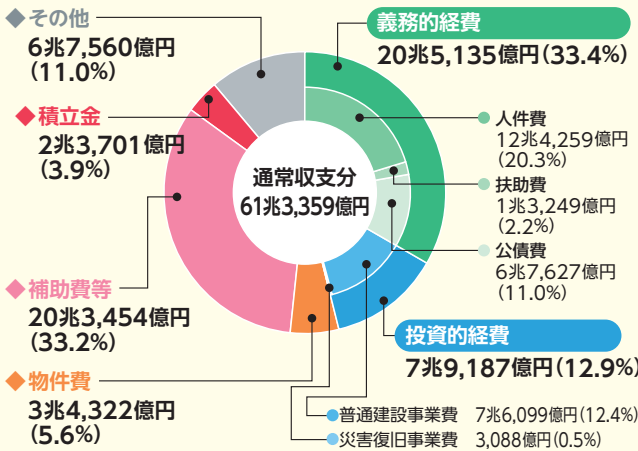 ◆その他
6兆7,560億円
(11.0%)
◆積立金
2兆3,701億円
(3.9%)
◆補助費等
20兆3,454億円
(33.2%)
◆物件費
3兆4,322億円
(5.6%)
通常収支分
61兆3,359億円
義務的経費
20兆5,135億円(33.4%)
人件費
12兆4,259億円
(20.3%)
扶助費
1兆3,249億円
(2.2%)
公債費
6兆7,627億円
(11.0%)
投資的経費
7兆9,187億円(12.9%)
普通建設事業費 7兆6,099億円(12.4%)
災害復旧事業費 3,088億円(0.5%)